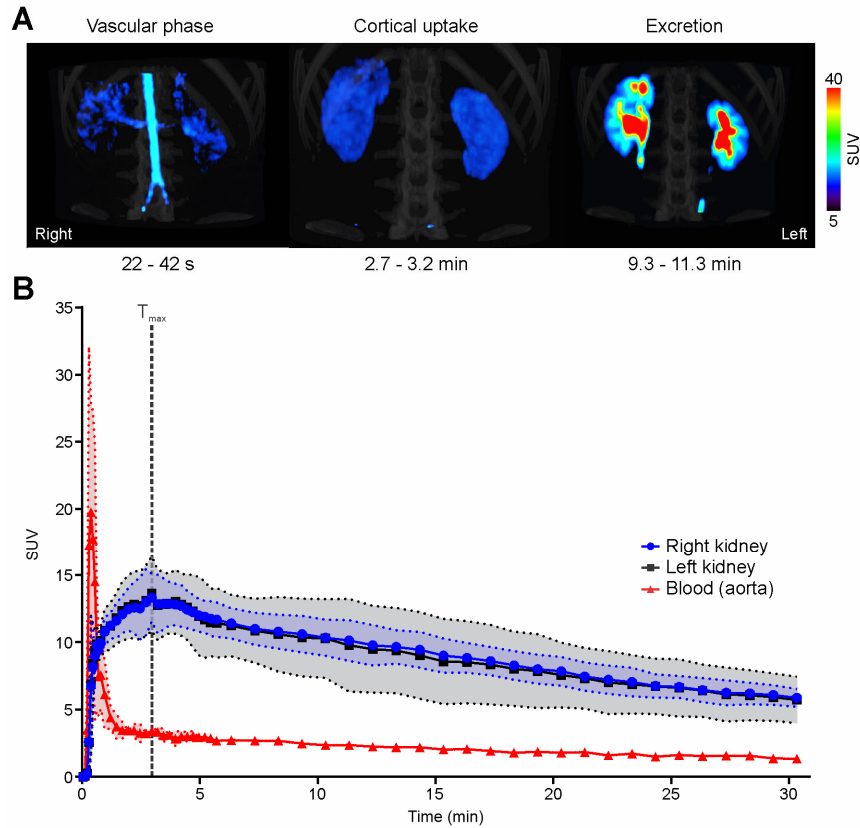 A
Vascular phase
Cortical uptake
Excretion
40
SUV
5
Right
Left
22 - 42 s
2.7 - 3.2 min
9.3 - 11.3 min
B
Tmax
35
30
25
20
15
10
5
0
SUV
Right kidney
Left kidney
Blood (aorta)
0
5
10
15
20
25
30
Time (min)